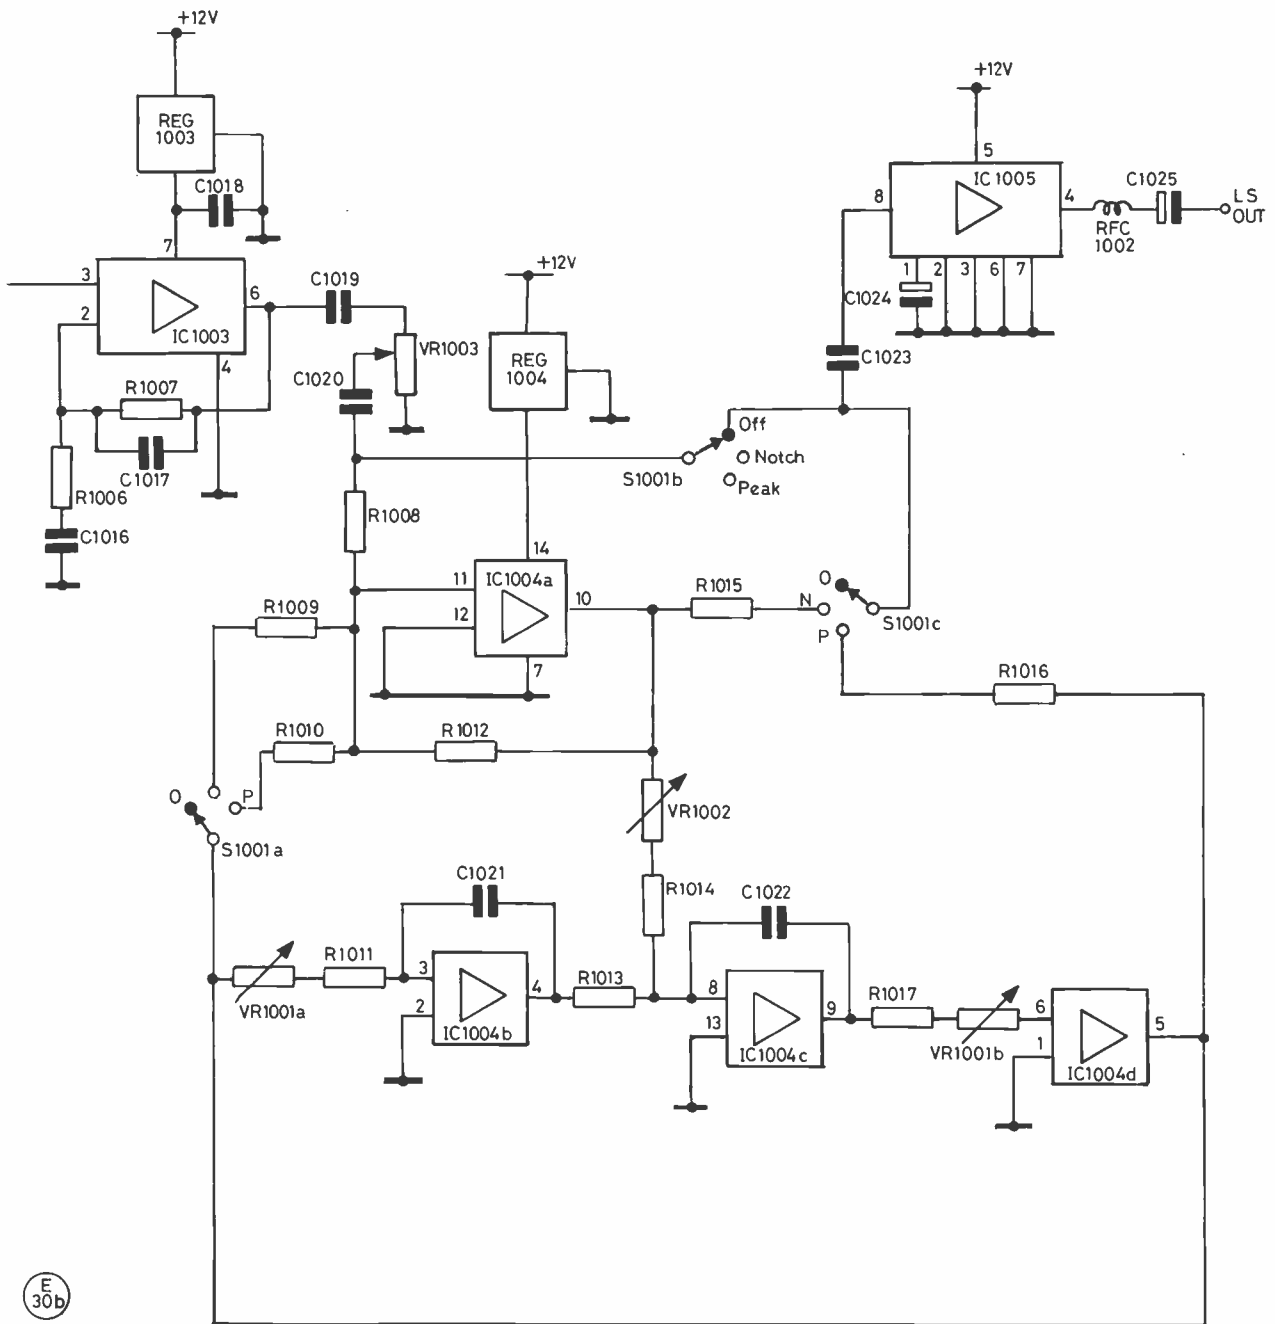 +12V
REG
1003
C1018
7
3
2
6
IC1003
4
R1007
C1017
R1006
C1016
C1019
VR1003
C1020
+12V
REG
1004
+12V
5
IC1005
8
4
1
2
3
6
7
C1024
RFC
1002
C1025
LS
OUT
C1023
Off
Notch
Peak
S1001b
R1008
14
11
IC1004a
12
10
7
R1009
R1015
O
N
P
S1001c
R1016
R1010
R1012
O
P
S1001a
VR1002
R1014
C1021
C1022
VR1001a
R1011
3
2
4
IC1004b
R1013
8
13
9
IC1004c
R1017
VR1001b
6
1
5
IC1004d
E
30b